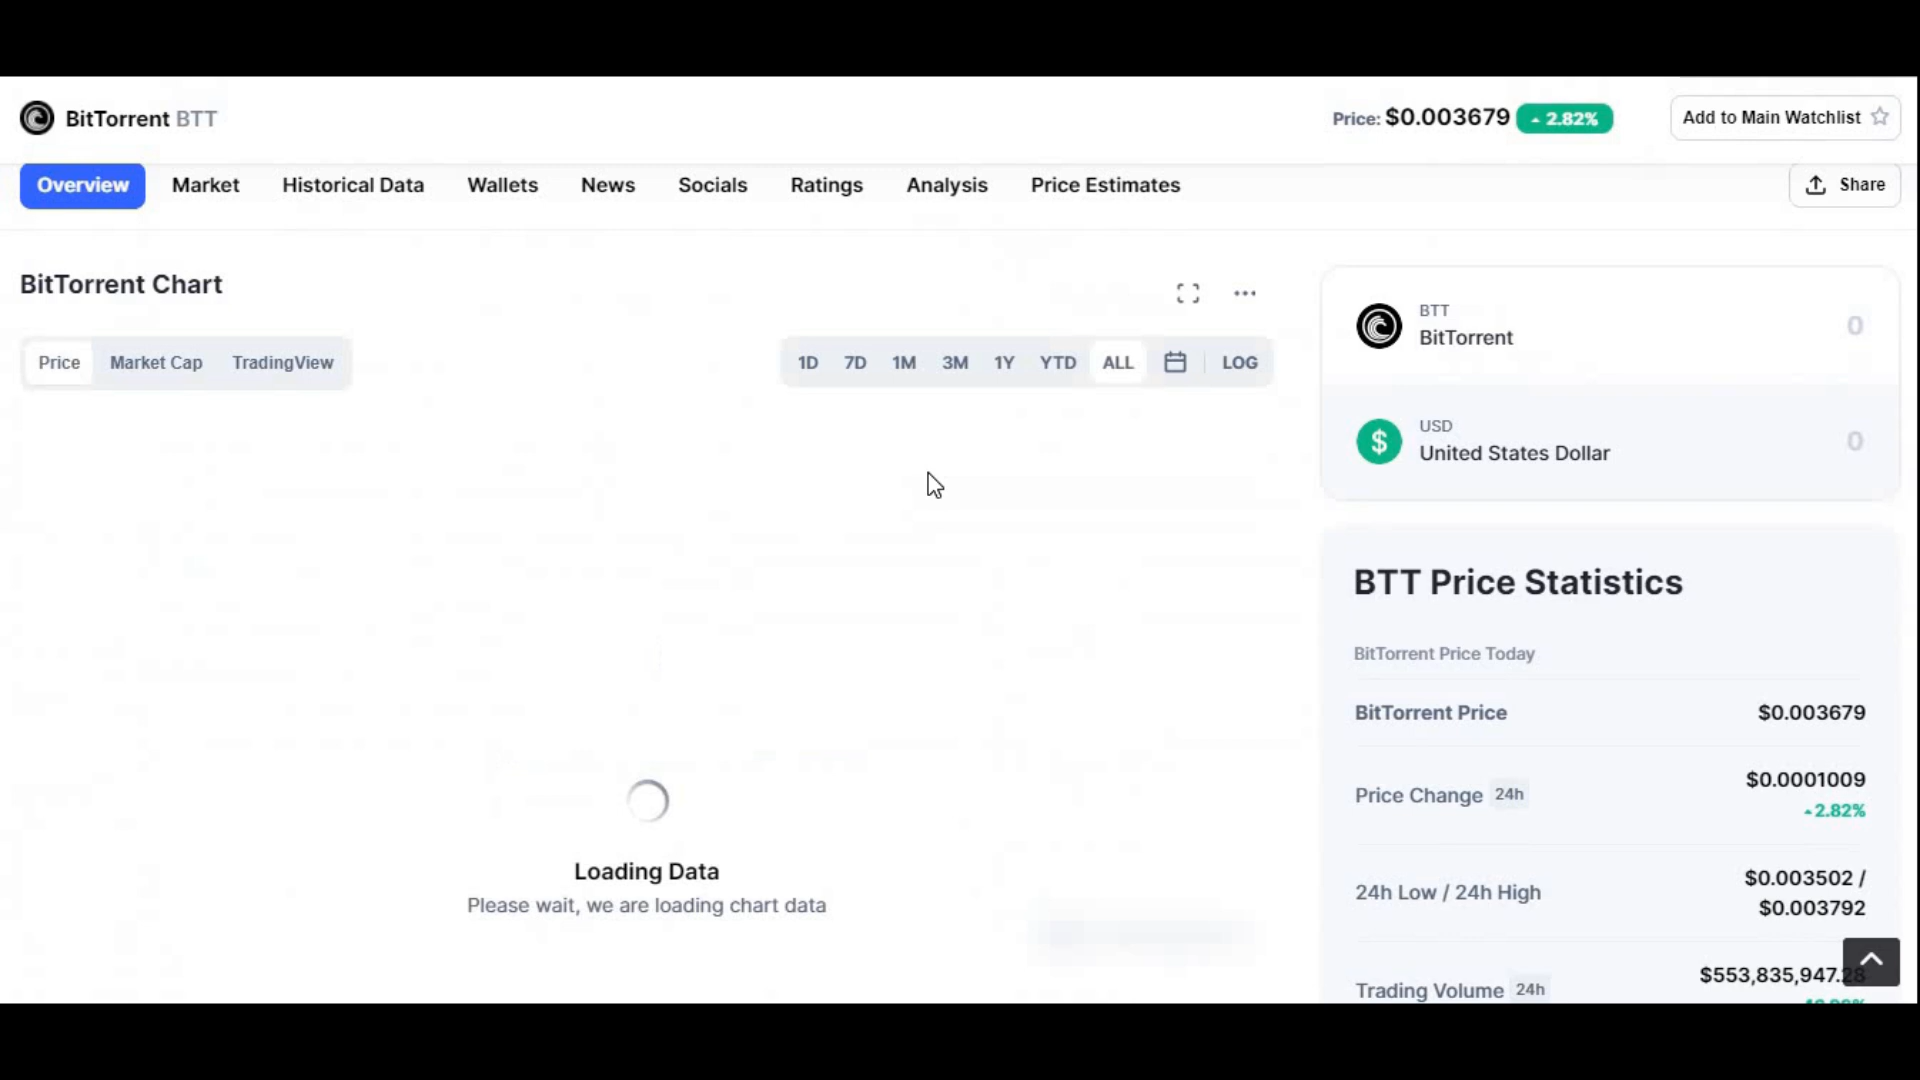 BitTorrent BTT
Price: $0.003679 2.82%
Add to Main Watchlist
Overview Market Historical Data Wallets News Socials Ratings Analysis Price Estimates
Share
BitTorrent Chart
Price Market Cap TradingView
1D 7D 1M 3M 1Y YTD ALL LOG
Loading Data
Please wait, we are loading chart data
BTT
BitTorrent
0
USD
United States Dollar
0
BTT Price Statistics
BitTorrent Price Today
BitTorrent Price $0.003679
Price Change 24h $0.0001009
2.82%
24h Low / 24h High $0.003502 /
$0.003792
Trading Volume 24h $553,835,947.28